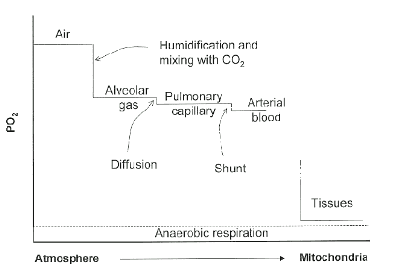 Air
Humidification and
mixing with CO2
Alveolar
gas
Pulmonary
capillary
Arterial
blood
PO2
Diffusion
Shunt
Tissues
Anaerobic respiration
Atmosphere
Mitochondria